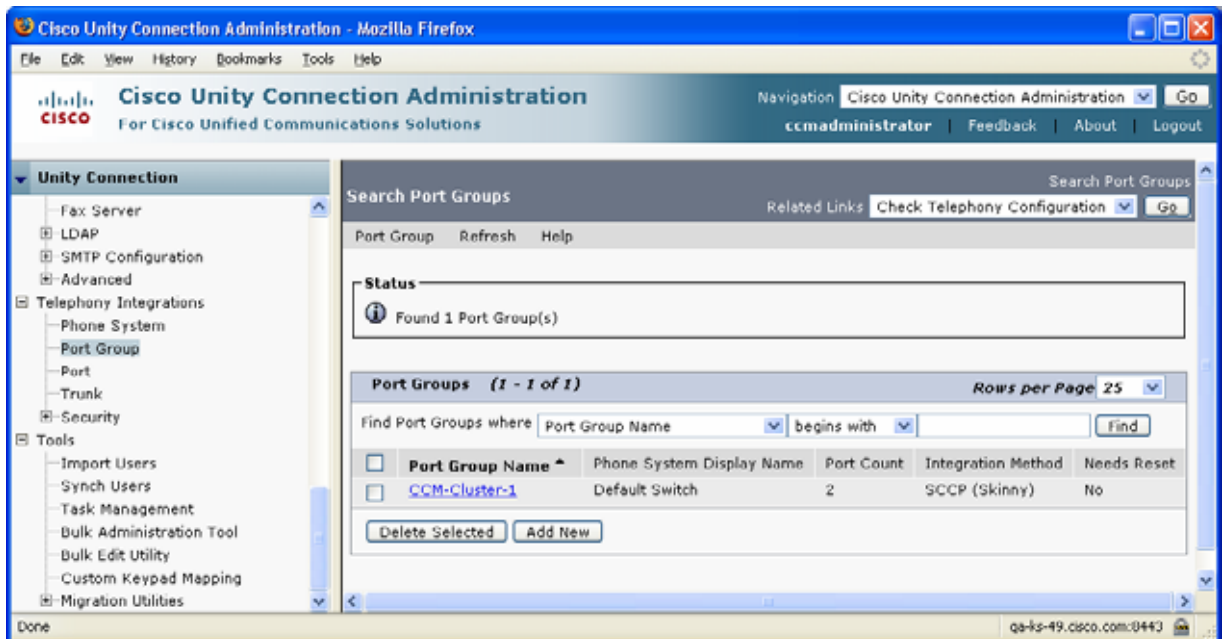 Cisco Unity Connection Administration - Mozilla Firefox
File Edit View History Bookmarks Tools Help
CISCO
Cisco Unity Connection Administration
For Cisco Unified Communications Solutions
Navigation Cisco Unity Connection Administration Go
ccmadministrator | Feedback | About | Logout
Unity Connection
Fax Server
LDAP
SMTP Configuration
Advanced
Telephony Integrations
Phone System
Port Group
Port
Trunk
Security
Tools
Import Users
Synch Users
Task Management
Bulk Administration Tool
Bulk Edit Utility
Custom Keypad Mapping
Migration Utilities
Search Port Groups
Search Port Groups
Related Links Check Telephony Configuration Go
Port Group Refresh Help
Status
Found 1 Port Group(s)
Port Groups (1 - 1 of 1)
Rows per Page 25
Find Port Groups where Port Group Name begins with Find
Port Group Name Phone System Display Name Port Count Integration Method Needs Reset
CCM-Cluster-1 Default Switch 2 SCCP (Skinny) No
Delete Selected Add New
Done
qa-ks-49.cisco.com:8443